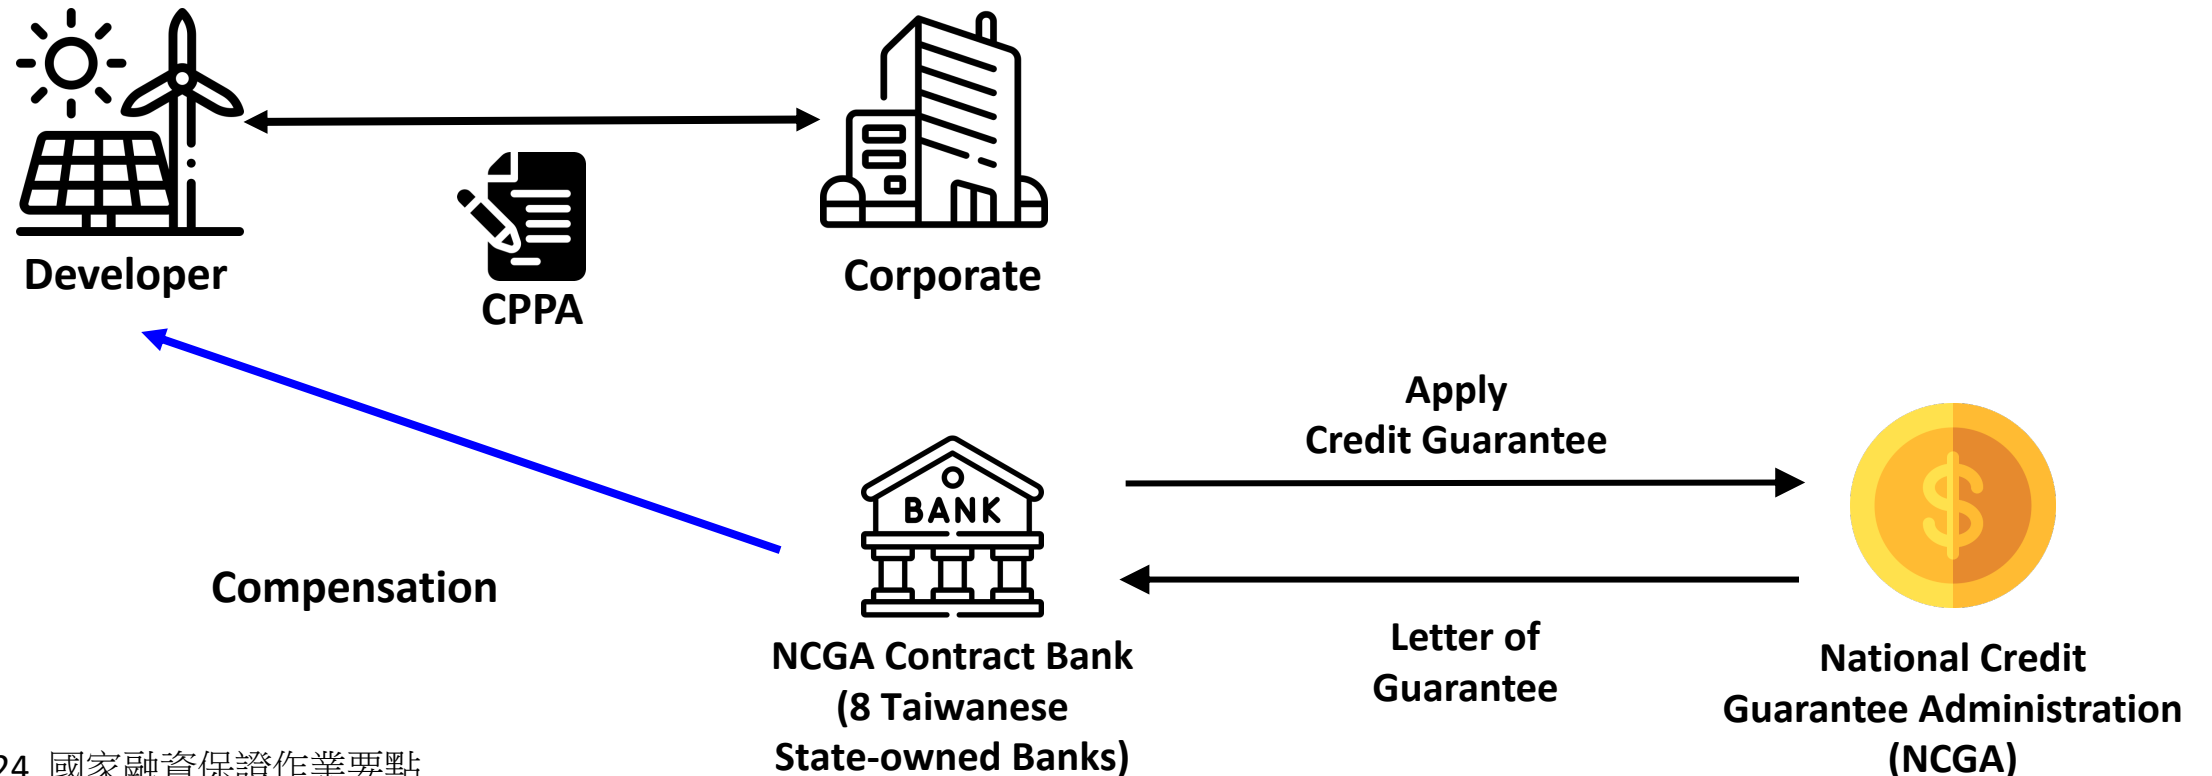 Developer
CPPA
Corporate
Apply
Credit Guarantee
BANK
Compensation
Letter of
Guarantee
NCGA Contract Bank
(8 Taiwanese
State-owned Banks)
National Credit
Guarantee Administration
(NCGA)
24 國家融資保證作業要點